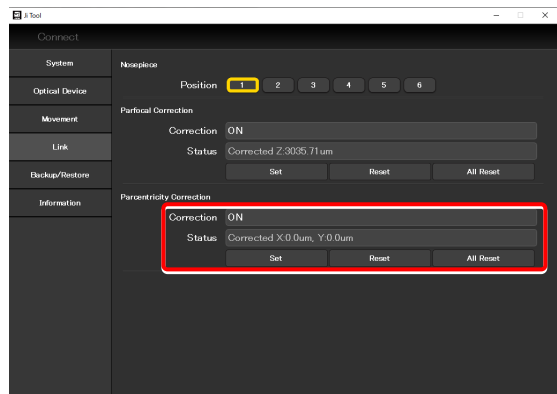 Ji Tool
Connect
System
Optical Device
Movement
Link
Backup/Restore
Information
Nosepiece
Position 1 2 3 4 5 6
Parfocal Correction
Correction ON
Status Corrected Z:3035.71um
Set Reset All Reset
Parcentricity Correction
Correction ON
Status Corrected X:0.0um, Y:0.0um
Set Reset All Reset